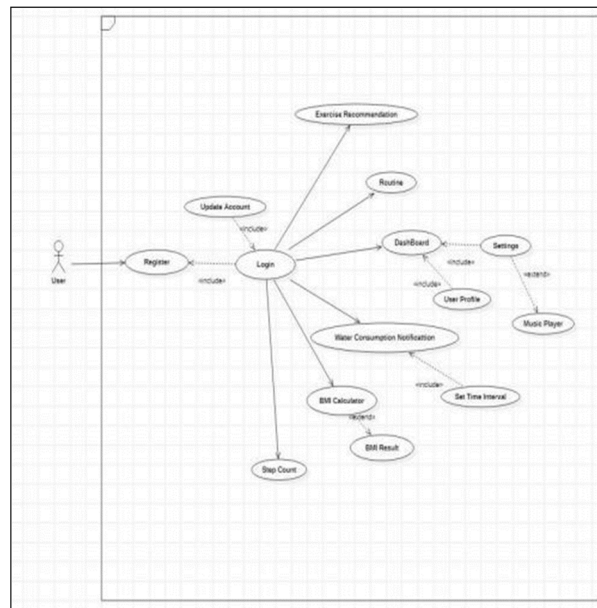 Exercise Recommendation
Routine
Update Account
«include»
User
Register
«include»
Login
DashBoard
«include»
Settings
«include»
User Profile
«extend»
Music Player
Water Consumption Notification
«include»
Set Time Interval
BMI Calculator
«extend»
BMI Result
Step Count